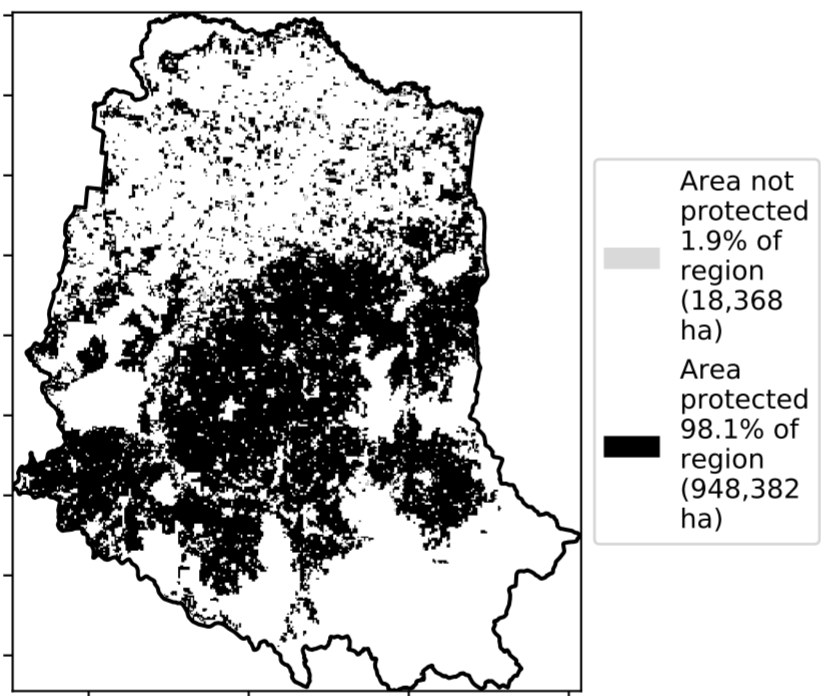 Area not
protected
1.9% of
region
(18,368
ha)
Area
protected
98.1% of
region
(948,382
ha)